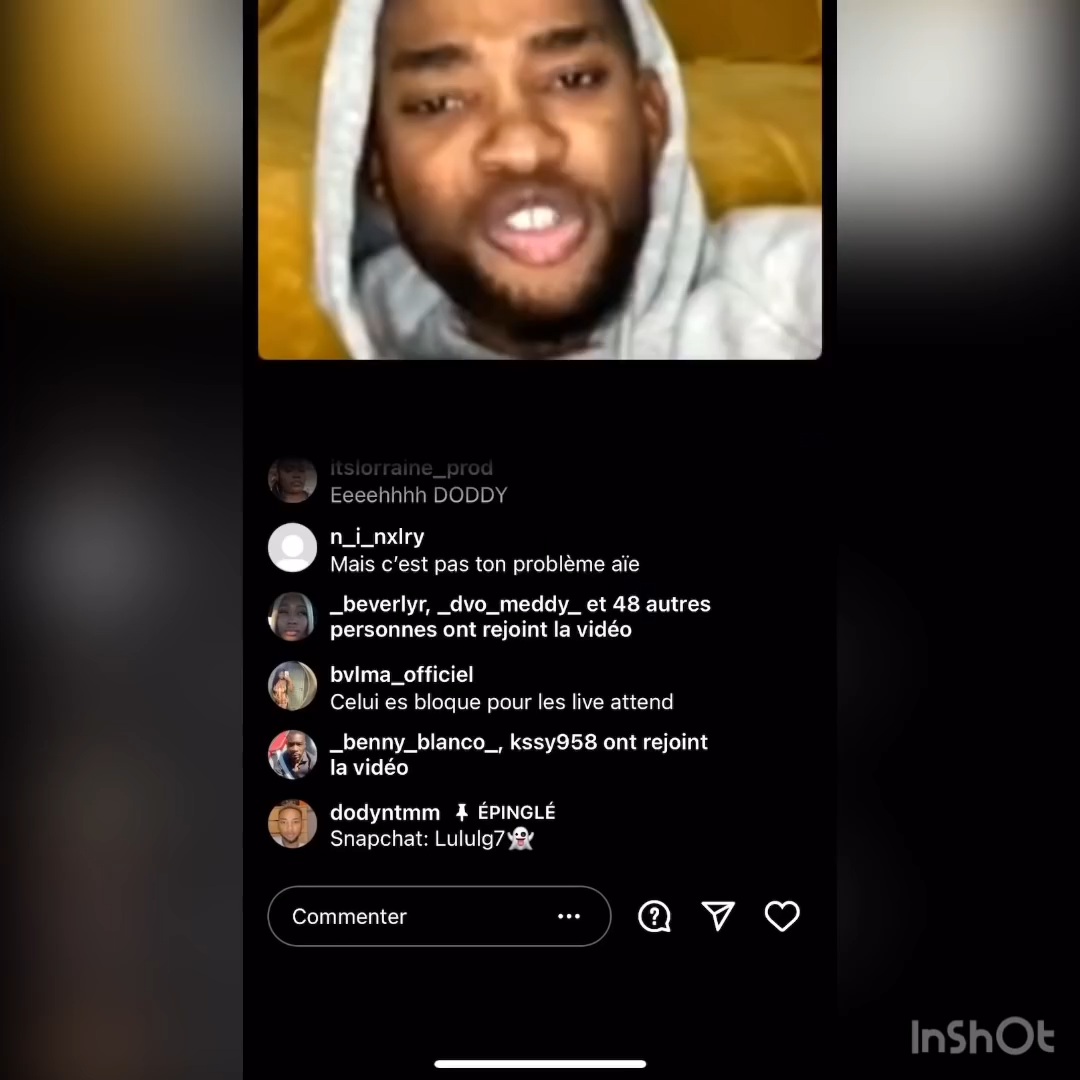 itslorraine_prod
Eeeehhhh DODDY
n_i_nxlry
Mais c’est pas ton problème aïe
_beverlyr, _dvo_meddy_ et 48 autres
personnes ont rejoint la vidéo
bvlma_officiel
Celui es bloque pour les live attend
_benny_blanco_, kssy958 ont rejoint
la vidéo
dodyntmm ÉPINGLÉ
Snapchat: Lululg7👻
Commenter
InShOt